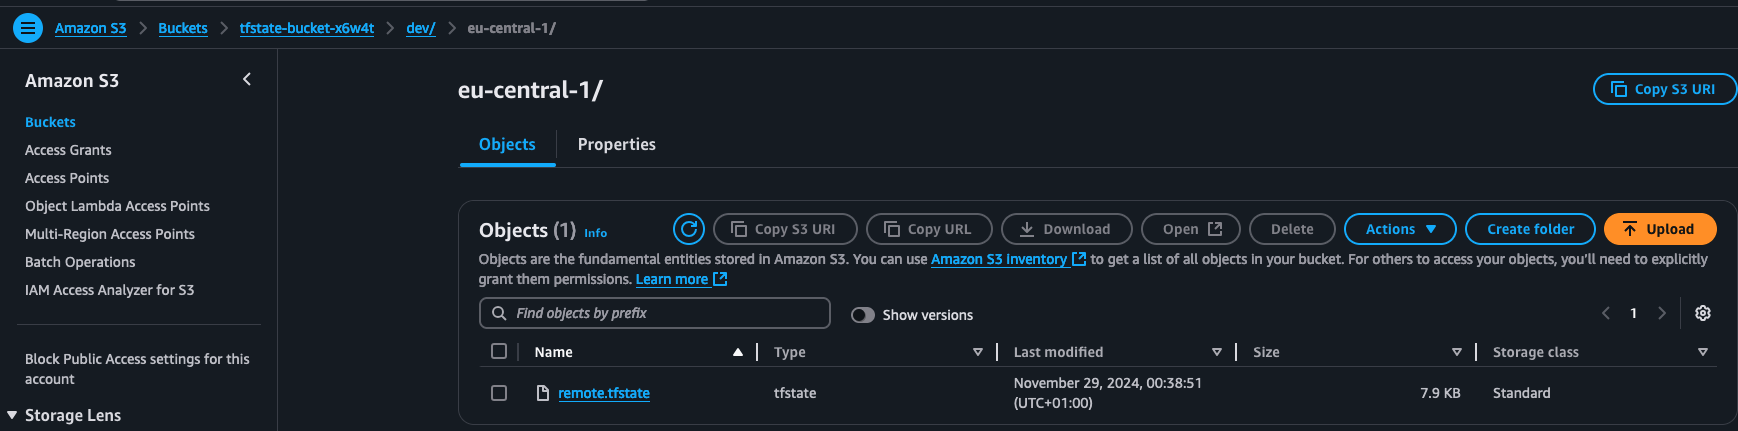 Amazon S3 > Buckets > tfstate-bucket-x6w4t > dev/ > eu-central-1/
Amazon S3
Buckets
Access Grants
Access Points
Object Lambda Access Points
Multi-Region Access Points
Batch Operations
IAM Access Analyzer for S3
Block Public Access settings for this
account
Storage Lens
eu-central-1/
Copy S3 URI
Objects Properties
Objects (1) Info Copy S3 URI Copy URL Download Open Delete Actions Create folder Upload
Objects are the fundamental entities stored in Amazon S3. You can use Amazon S3 inventory to get a list of all objects in your bucket. For others to access your objects, you'll need to explicitly
grant them permissions. Learn more
Find objects by prefix Show versions 1
Name Type Last modified Size Storage class
remote.tfstate tfstate November 29, 2024, 00:38:51 7.9 KB Standard
(UTC+01:00)